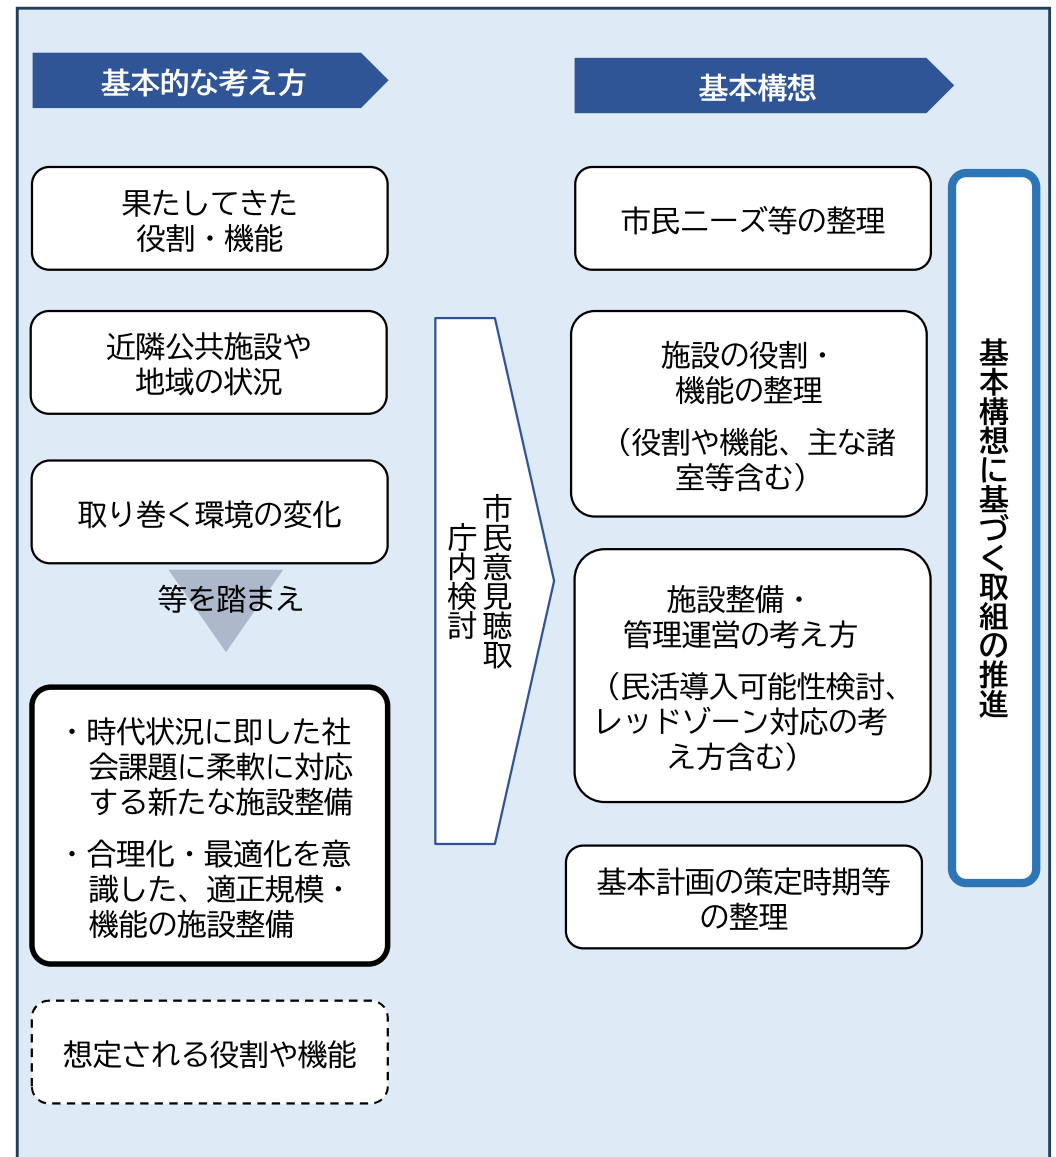 基本的な考え方
果たしてきた
役割・機能
近隣公共施設や
地域の状況
取り巻く環境の変化
等を踏まえ
・時代状況に即した社
会課題に柔軟に対応
する新たな施設整備
・合理化・最適化を意
識した、適正規模・
機能の施設整備
想定される役割や機能
市民意見聴取
庁内検討
基本構想
市民ニーズ等の整理
施設の役割・
機能の整理
（役割や機能、主な諸
室等含む）
施設整備・
管理運営の考え方
（民活導入可能性検討、
レッドゾーン対応の考
え方含む）
基本計画の策定時期等
の整理
基本構想に基づく取組の推進